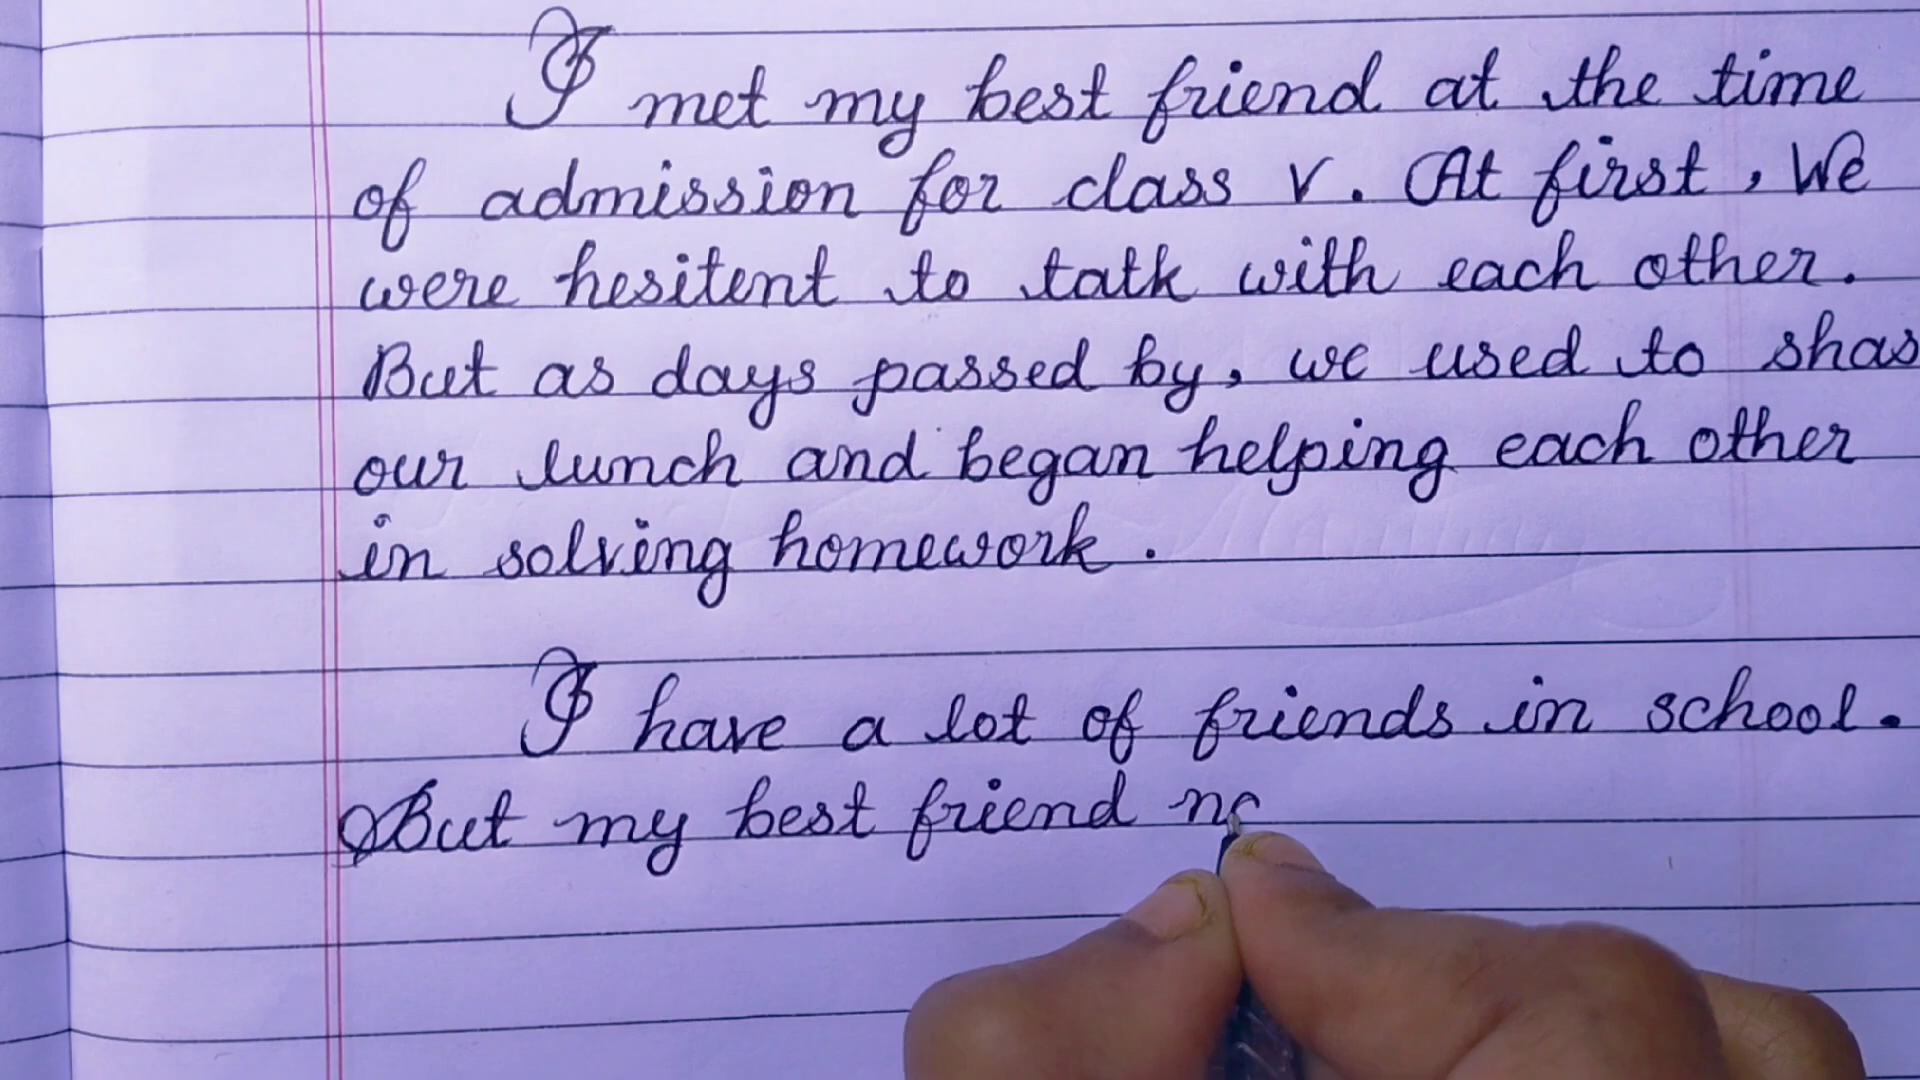 I met my best friend at the time
of admission for class V. At first, We
were hesitent to talk with each other.
But as days passed by, we used to
our lunch and began helping each other
in solving homework.
I have a lot of friends in school.
But my best friend